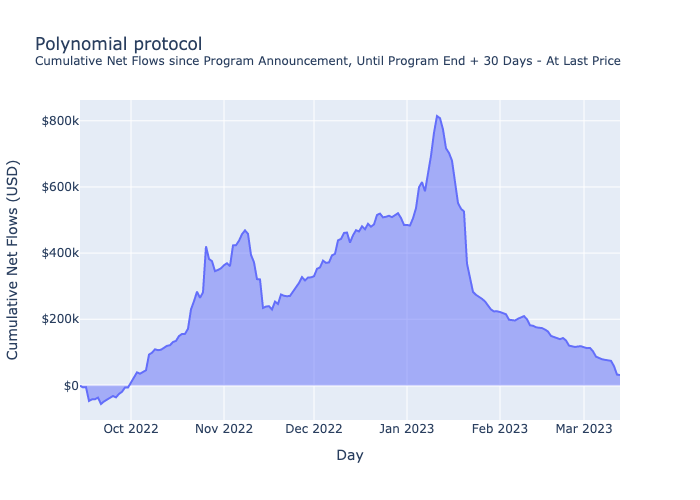 Polynomial protocol
Cumulative Net Flows since Program Announcement, Until Program End + 30 Days - At Last Price
Cumulative Net Flows (USD)
$800k
$600k
$400k
$200k
$0
Oct 2022
Nov 2022
Dec 2022
Jan 2023
Feb 2023
Mar 2023
Day